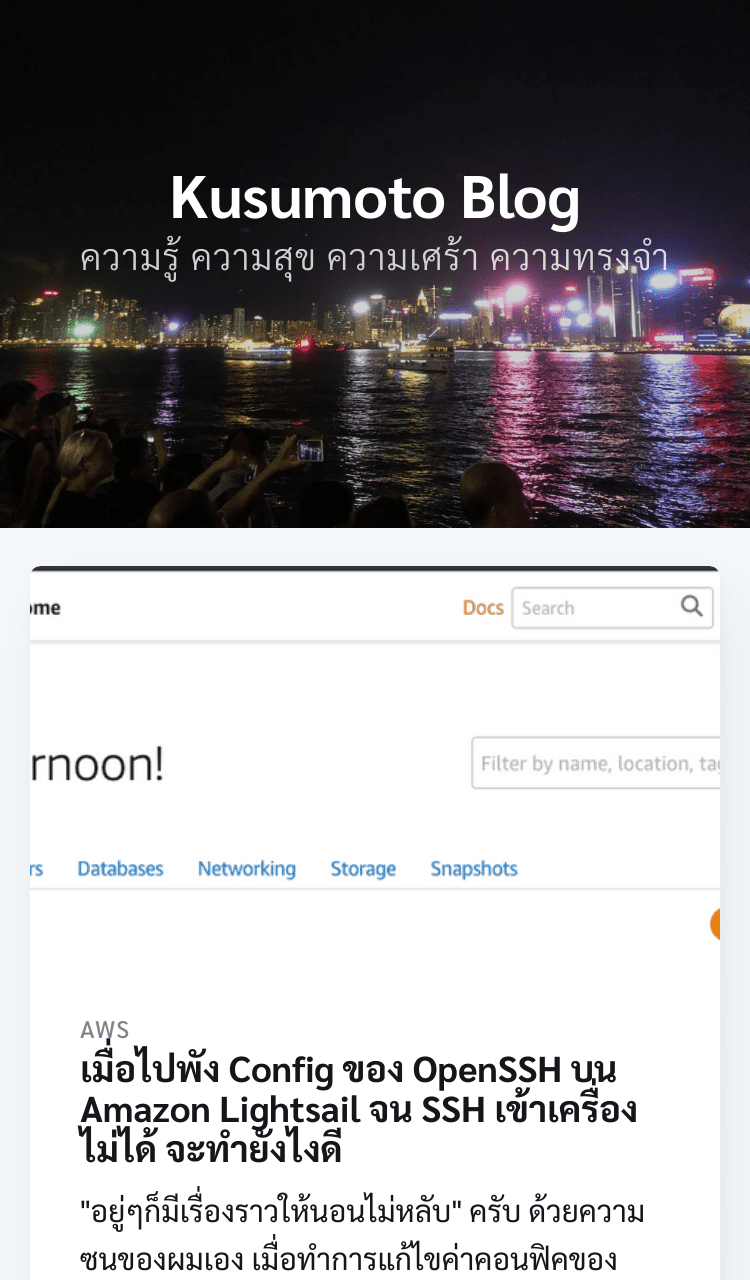 Kusumoto Blog
ความรู้ ความสุข ความเศร้า ความทรงจำ
ome
Docs
Search
rnoon!
Filter by name, location, tag
rs
Databases
Networking
Storage
Snapshots
AWS
เมื่อไปพัง Config ของ OpenSSH บน
Amazon Lightsail จน SSH เข้าเครื่อง
ไม่ได้ จะทำยังไงดี
"อยู่ๆก็มีเรื่องราวให้นอนไม่หลับ" ครับ ด้วยความ
ซนของผมเอง เมื่อทำการแก้ไขค่าคอนฟิคของ